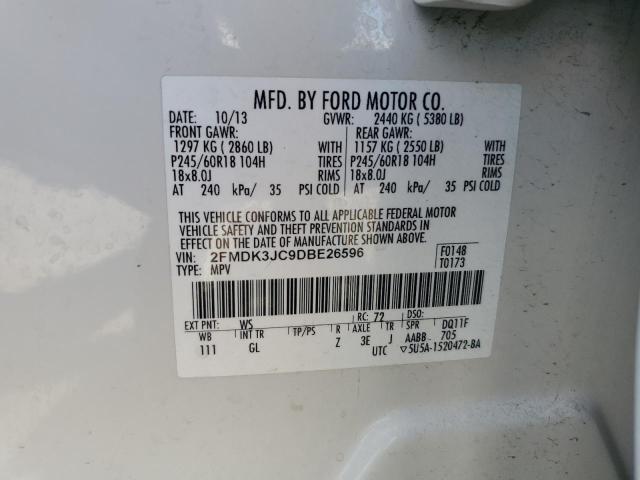 MFD. BY FORD MOTOR CO.
DATE: 10/13 GVWR: 2440 KG ( 5380 LB)
FRONT GAWR: REAR GAWR:
1297 KG ( 2860 LB) WITH 1157 KG ( 2550 LB) WITH
P245/60R18 104H TIRES P245/60R18 104H TIRES
18x8.0J RIMS 18x8.0J RIMS
AT 240 kPa/ 35 PSI COLD AT 240 kPa/ 35 PSI COLD
THIS VEHICLE CONFORMS TO ALL APPLICABLE FEDERAL MOTOR
VEHICLE SAFETY AND THEFT PREVENTION STANDARDS IN
EFFECT ON THE DATE OF MANUFACTURE SHOWN ABOVE.
VIN: 2FMDK3JC9DBE26596 F0148
TYPE: MPV T0173
EXT PNT: WS RC: 72 DSO:
WB INT TR TP/PS R AXLE TR SPR DQ11F
111 GL Z 3E J AABB 705
UTC ▽5U5A-1520472-BA